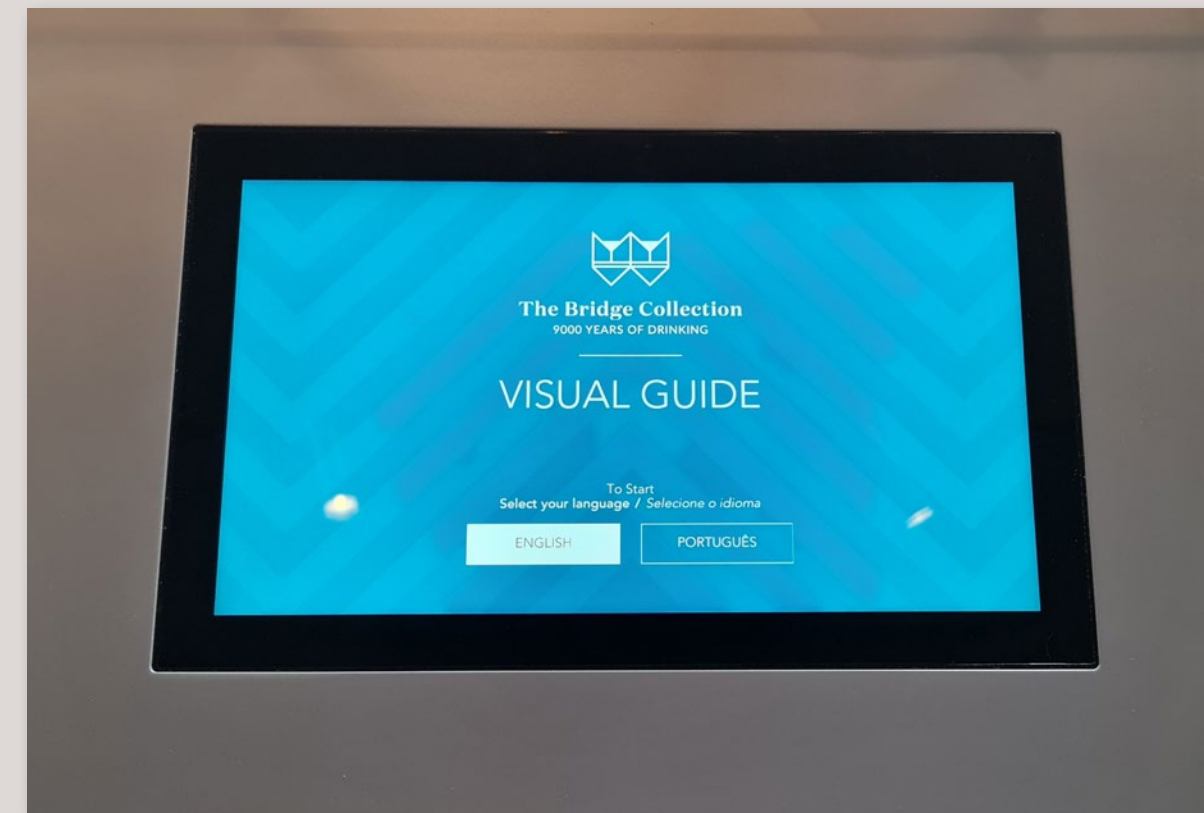 The Bridge Collection
9000 YEARS OF DRINKING
VISUAL GUIDE
To Start
Select your language / Selecione o idioma
ENGLISH
PORTUGUÊS